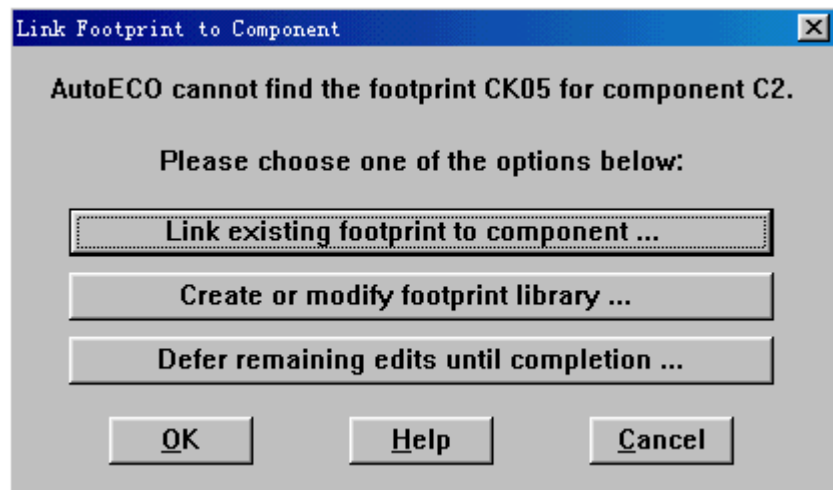 Link Footprint to Component
AutoECO cannot find the footprint CK05 for component C2.
Please choose one of the options below:
Link existing footprint to component ...
Create or modify footprint library ...
Defer remaining edits until completion ...
OK Help Cancel